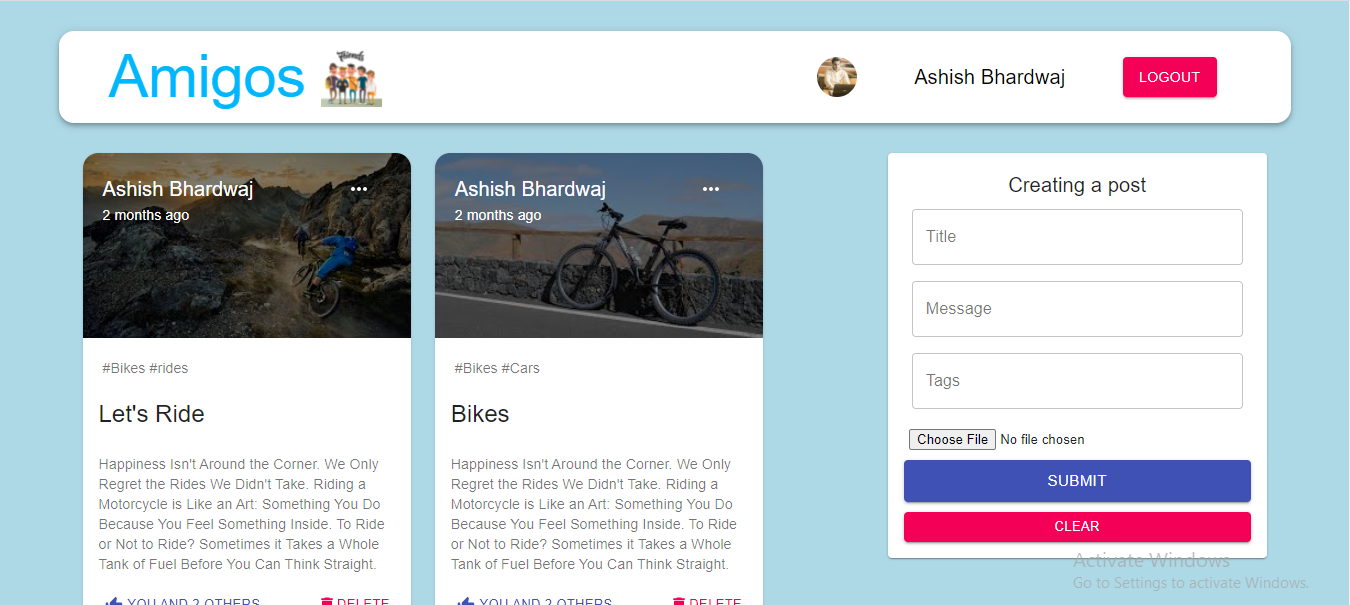 Amigos
Friends
Ashish Bhardwaj
LOGOUT
Ashish Bhardwaj
2 months ago
#Bikes #rides
Let's Ride
Happiness Isn't Around the Corner. We Only
Regret the Rides We Didn't Take. Riding a
Motorcycle is Like an Art: Something You Do
Because You Feel Something Inside. To Ride
or Not to Ride? Sometimes it Takes a Whole
Tank of Fuel Before You Can Think Straight.
YOU AND 2 OTHERS
DELETE
Ashish Bhardwaj
2 months ago
#Bikes #Cars
Bikes
Happiness Isn't Around the Corner. We Only
Regret the Rides We Didn't Take. Riding a
Motorcycle is Like an Art: Something You Do
Because You Feel Something Inside. To Ride
or Not to Ride? Sometimes it Takes a Whole
Tank of Fuel Before You Can Think Straight.
YOU AND 2 OTHERS
DELETE
Creating a post
Title
Message
Tags
Choose File No file chosen
SUBMIT
CLEAR
Activate Windows
Go to Settings to activate Windows.